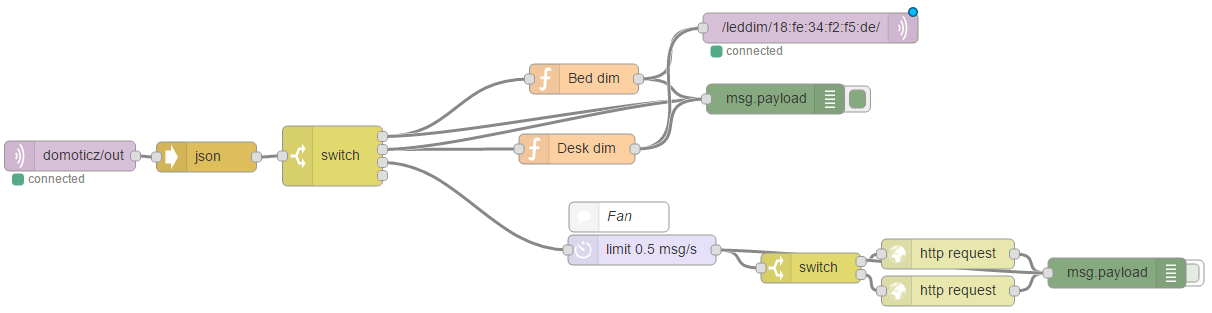 /leddim/18:fe:34:f2:f5:de/
connected
Bed dim
msg.payload
domoticz/out
connected
json
switch
Desk dim
Fan
limit 0.5 msg/s
switch
http request
msg.payload
http request